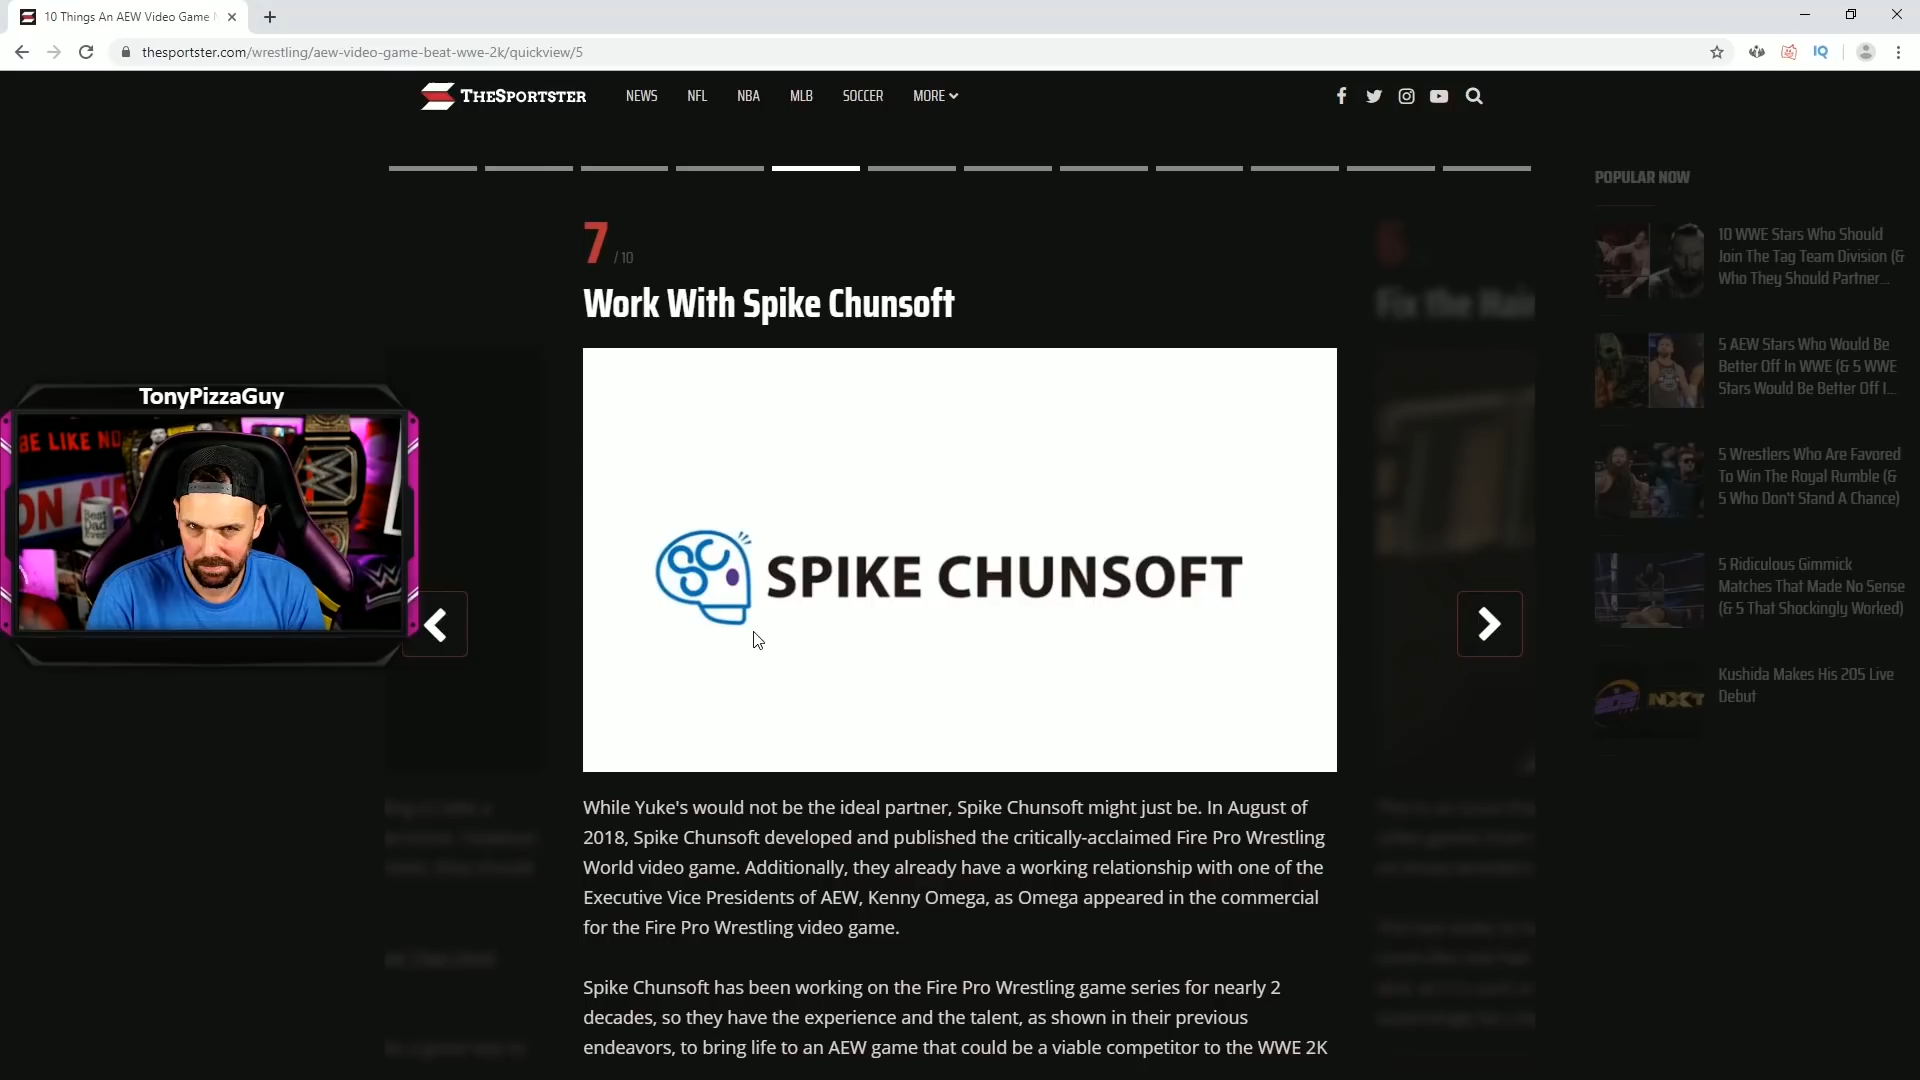 10 Things An AEW Video Game
thesportster.com/wrestling/aew-video-game-beat-wwe-2k/quickview/5
IQ
THESPORTSTER
NEWS
NFL
NBA
MLB
SOCCER
MORE
7 / 10
Work With Spike Chunsoft
6
Fix the Hair
SPIKE CHUNSOFT
While Yuke's would not be the ideal partner, Spike Chunsoft might just be. In August of
2018, Spike Chunsoft developed and published the critically-acclaimed Fire Pro Wrestling
World video game. Additionally, they already have a working relationship with one of the
Executive Vice Presidents of AEW, Kenny Omega, as Omega appeared in the commercial
for the Fire Pro Wrestling video game.
Spike Chunsoft has been working on the Fire Pro Wrestling game series for nearly 2
decades, so they have the experience and the talent, as shown in their previous
endeavors, to bring life to an AEW game that could be a viable competitor to the WWE 2K
TonyPizzaGuy
BE LIKE NO
ON AIR
Best
Dad
Ever
POPULAR NOW
10 WWE Stars Who Should
Join The Tag Team Division (&
Who They Should Partner...
5 AEW Stars Who Would Be
Better Off In WWE (& 5 WWE
Stars Would Be Better Off I...
5 Wrestlers Who Are Favored
To Win The Royal Rumble (&
5 Who Don't Stand A Chance)
5 Ridiculous Gimmick
Matches That Made No Sense
(& 5 That Shockingly Worked)
Kushida Makes His 205 Live
Debut
205
NXT